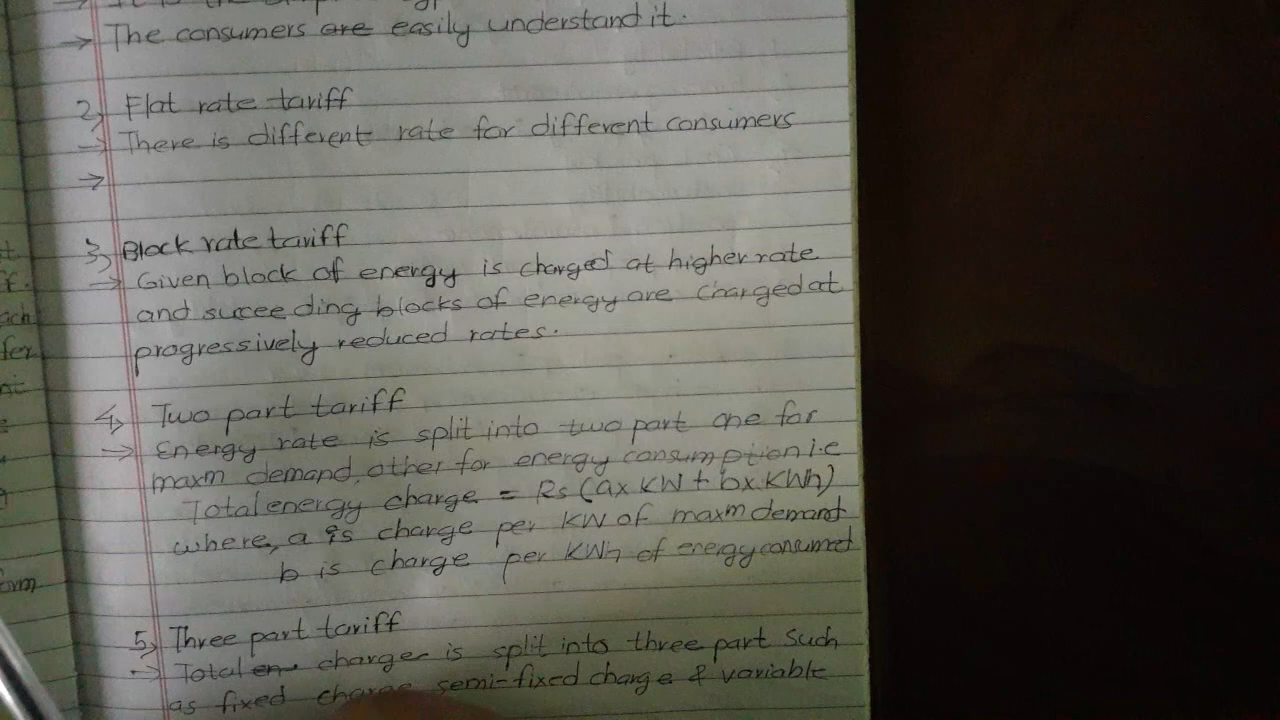 → The consumers are easily understand it.
2, Flat rate tariff
→ There is different rate for different consumers
→
3, Block rate tariff
→ Given block of energy is charged at higher rate
and succeeding blocks of energy are charged at
progressively reduced rates.
4, Two part tariff
→ Energy rate is split into two part one for
maxm demand, other for energy consumption i.e
Total energy charge = Rs (a x KW + b x KWh)
where, a is charge per KW of maxm demand
b is charge per KWh of energy consumed
5, Three part tariff
→ Total en charge is split into three part such
as fixed charge semi-fixed charge & variable